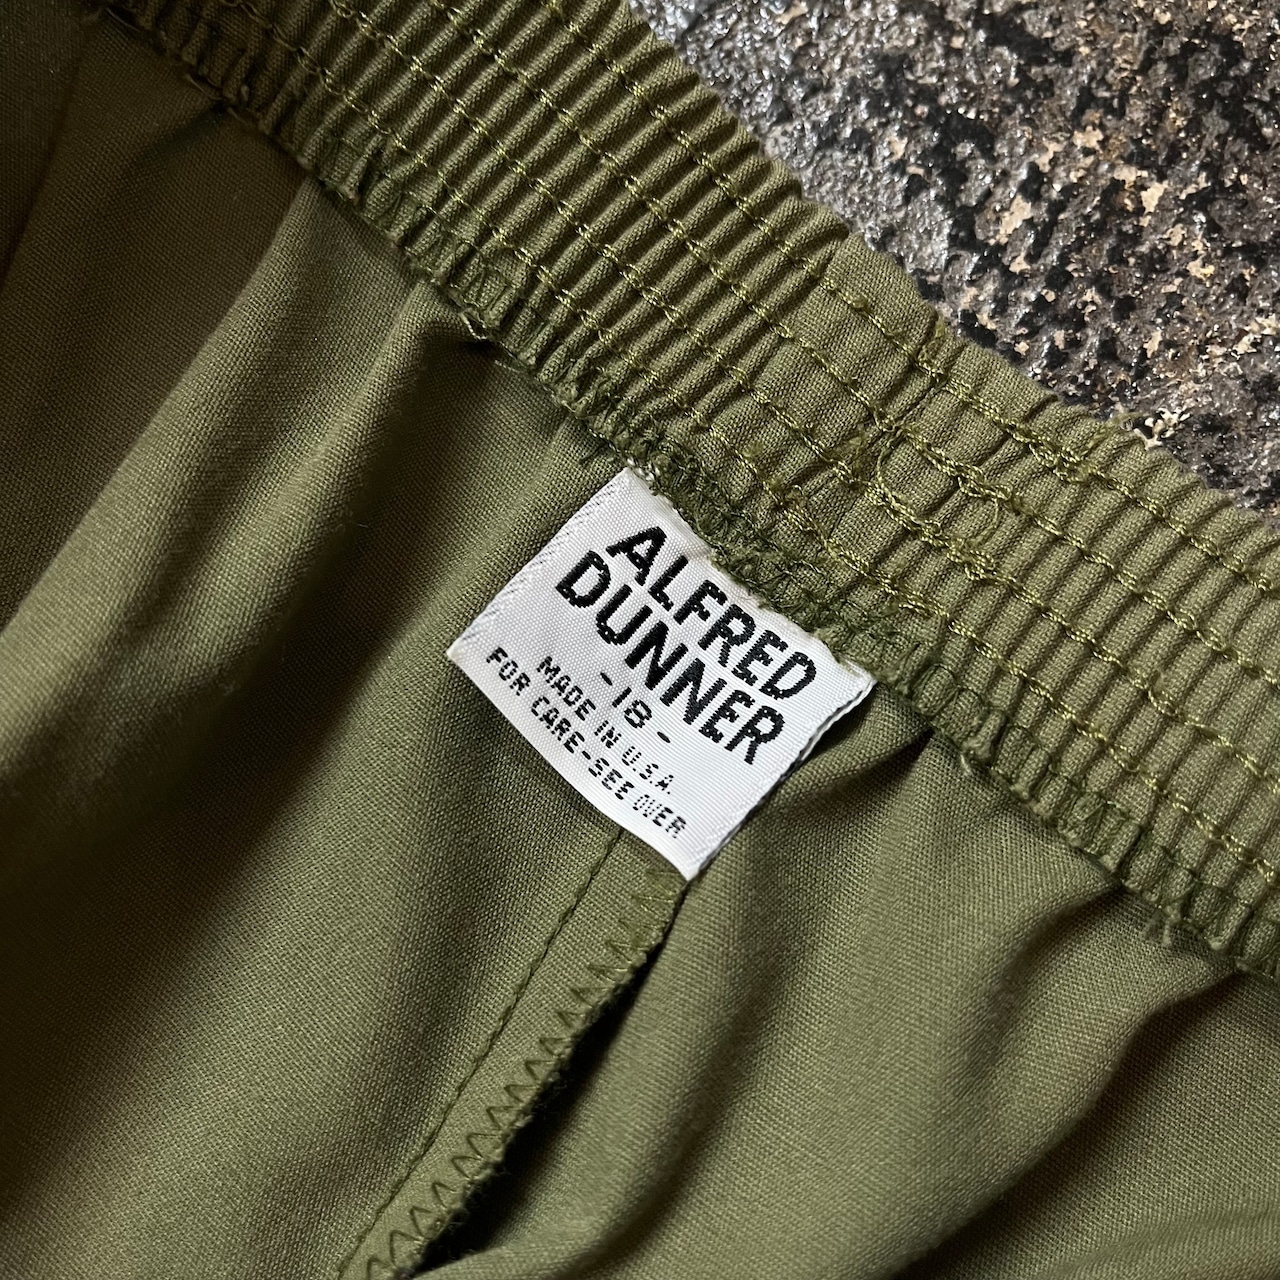 ALFRED
DUNNER
-18-
MADE IN U.S.A.
FOR CARE-SEE OVER